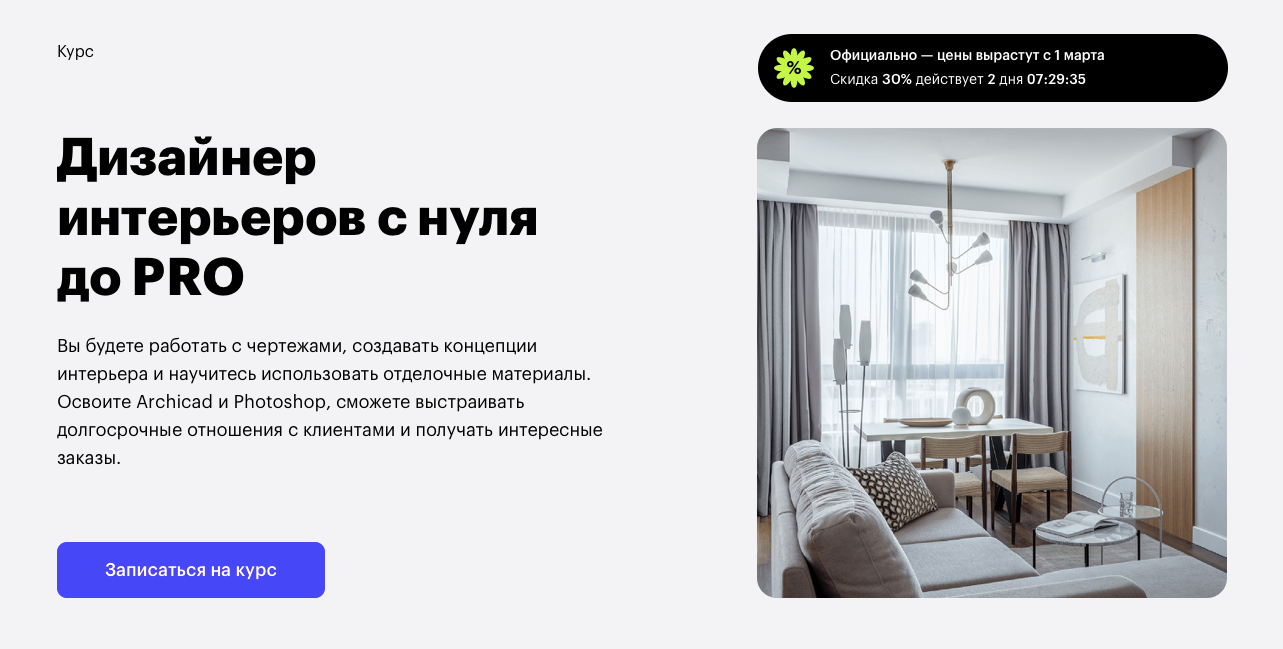 Курс
Официально — цены вырастут с 1 марта
%
Скидка 30% действует 2 дня 07:29:35
Дизайнер
интерьеров с нуля
до PRO
Вы будете работать с чертежами, создавать концепции
интерьера и научитесь использовать отделочные материалы.
Освоите Archicad и Photoshop, сможете выстраивать
долгосрочные отношения с клиентами и получать интересные
заказы.
Записаться на курс